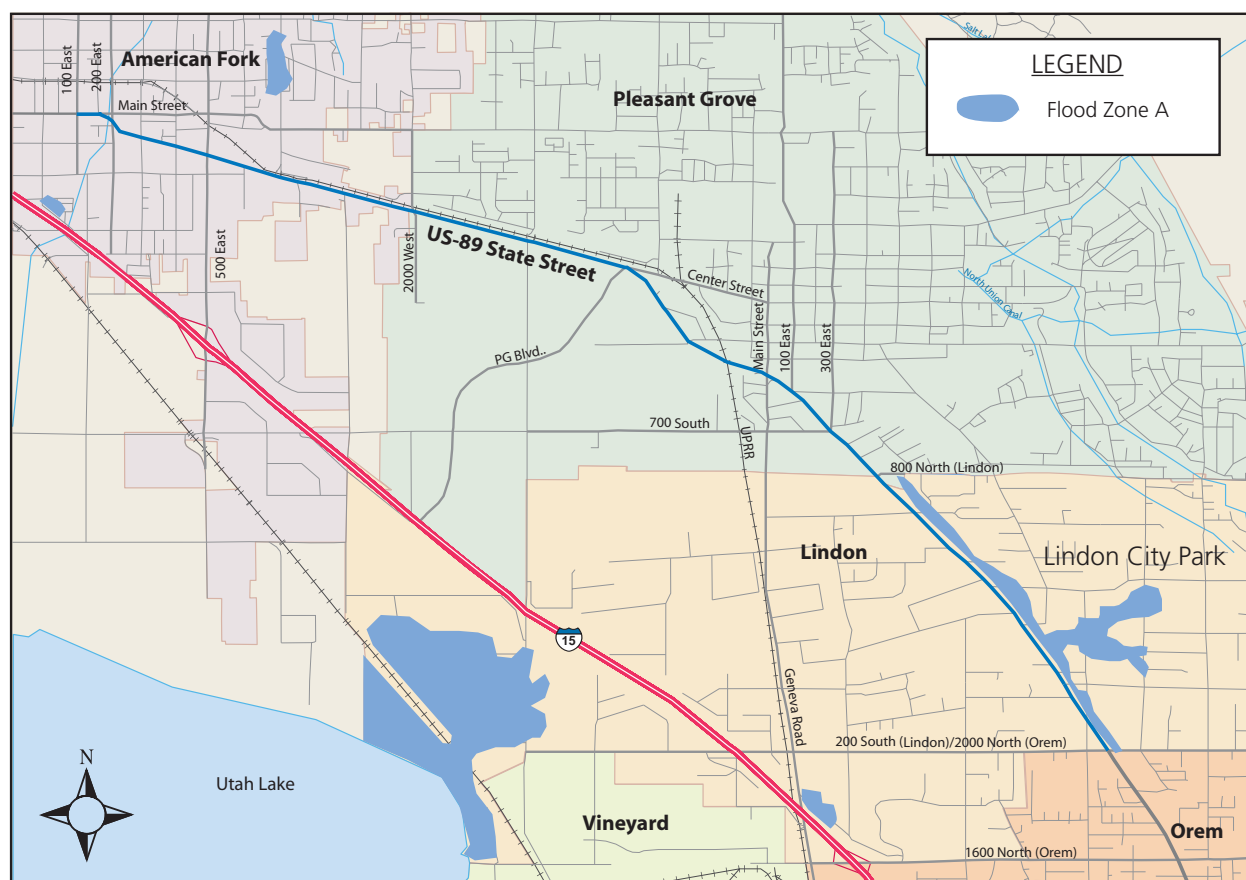 LEGEND
Flood Zone A
American Fork
Pleasant Grove
100 East
200 East
Main Street
500 East
2000 West
US-89 State Street
Center Street
PG Blvd..
Main Street
100 East
300 East
North Union Canal
700 South
UPRR
800 North (Lindon)
Lindon
Lindon City Park
15
Geneva Road
200 South (Lindon)/2000 North (Orem)
N
Utah Lake
Vineyard
Orem
1600 North (Orem)